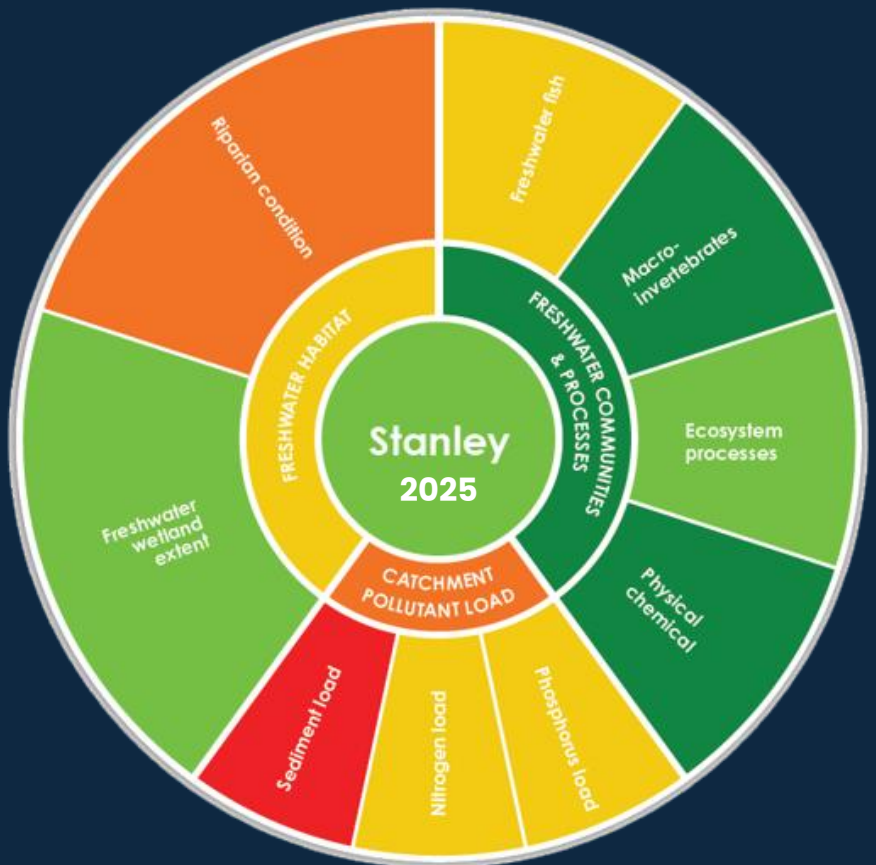 Riparian condition
Freshwater fish
Macro-
invertebrates
FRESHWATER HABITAT
FRESHWATER COMMUNITIES
& PROCESSES
Stanley
2025
Ecosystem
processes
Freshwater
wetland
extent
CATCHMENT
POLLUTANT LOAD
Physical
chemical
Sediment load
Nitrogen load
Phosphorus load